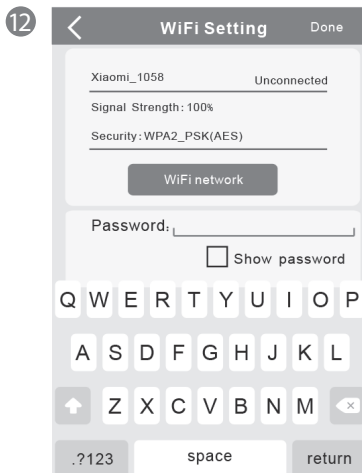 12
WiFi Setting Done
Xiaomi_1058 Unconnected
Signal Strength: 100%
Security: WPA2_PSK(AES)
WiFi network
Password:
Show password
Q W E R T Y U I O P
A S D F G H J K L
Z X C V B N M
.?123 space return